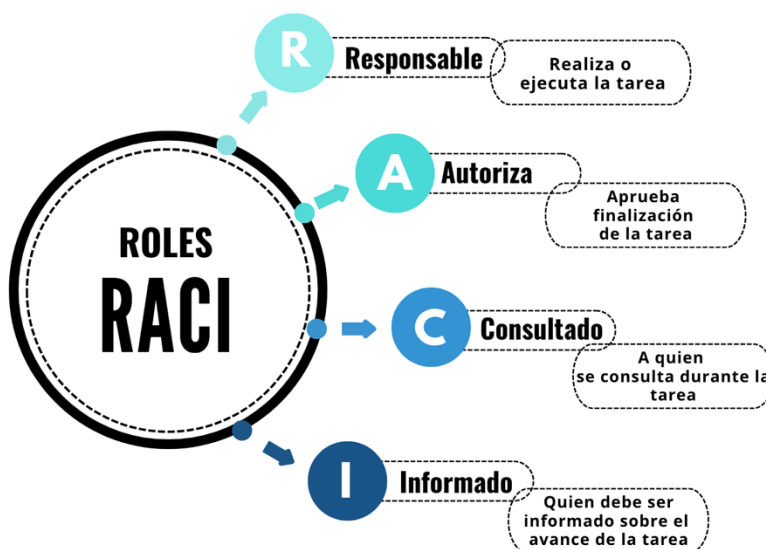 ROLES
RACI
R
Responsable
Realiza o
ejecuta la tarea
A
Autoriza
Aprueba
finalización
de la tarea
C
Consultado
A quien
se consulta durante la
tarea
I
Informado
Quien debe ser
informado sobre el
avance de la tarea